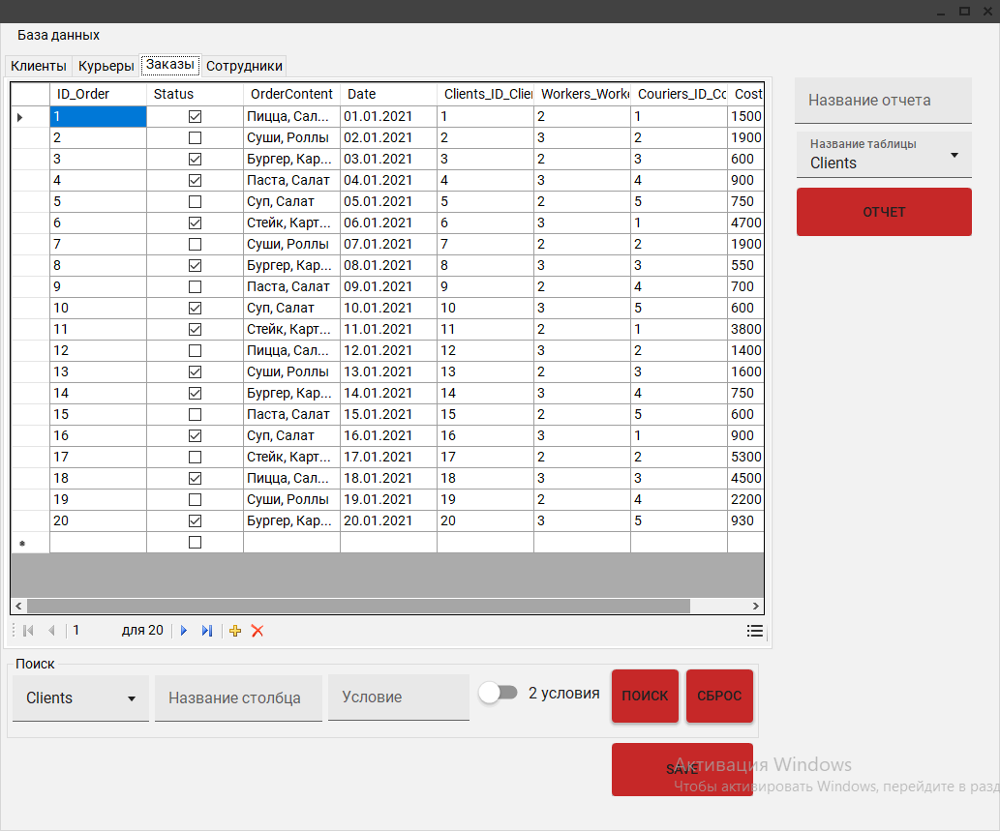 База данных
Клиенты Курьеры Заказы Сотрудники
ID_Order Status OrderContent Date Clients_ID_Clie Workers_Work Couriers_ID_Co Cost
1 Пицца, Сал... 01.01.2021 1 2 1 1500
2 Суши, Роллы 02.01.2021 2 3 2 1900
3 Бургер, Кар... 03.01.2021 3 2 3 600
4 Паста, Салат 04.01.2021 4 3 4 900
5 Суп, Салат 05.01.2021 5 2 5 750
6 Стейк, Карт... 06.01.2021 6 3 1 4700
7 Суши, Роллы 07.01.2021 7 2 2 1900
8 Бургер, Кар... 08.01.2021 8 3 3 550
9 Паста, Салат 09.01.2021 9 2 4 700
10 Суп, Салат 10.01.2021 10 3 5 600
11 Стейк, Карт... 11.01.2021 11 2 1 3800
12 Пицца, Сал... 12.01.2021 12 3 2 1400
13 Суши, Роллы 13.01.2021 13 2 3 1600
14 Бургер, Кар... 14.01.2021 14 3 4 750
15 Паста, Салат 15.01.2021 15 2 5 600
16 Суп, Салат 16.01.2021 16 3 1 900
17 Стейк, Карт... 17.01.2021 17 2 2 5300
18 Пицца, Сал... 18.01.2021 18 3 3 4500
19 Суши, Роллы 19.01.2021 19 2 4 2200
20 Бургер, Кар... 20.01.2021 20 3 5 930
1 для 20
Название отчета
Название таблицы
Clients
ОТЧЕТ
Поиск
Clients Название столбца Условие 2 условия ПОИСК СБРОС
SAVE
Активация Windows
Чтобы активировать Windows, перейдите в разд